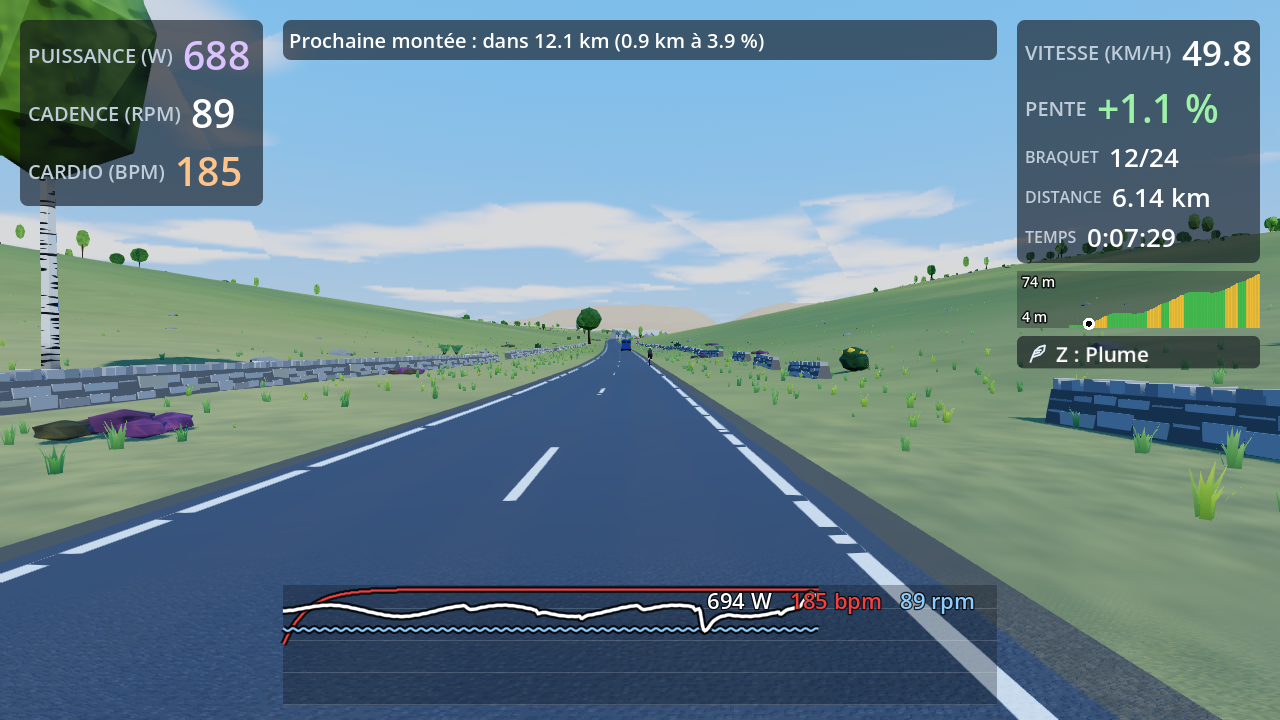 PUISSANCE (W) 688
CADENCE (RPM) 89
CARDIO (BPM) 185
Prochaine montée : dans 12.1 km (0.9 km à 3.9 %)
VITESSE (KM/H) 49.8
PENTE +1.1 %
BRAQUET 12/24
DISTANCE 6.14 km
TEMPS 0:07:29
74 m
4 m
Z : Plume
694 W 185 bpm 89 rpm